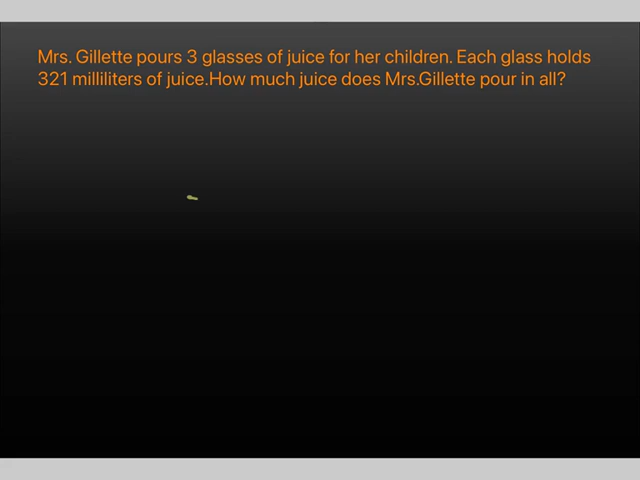 Mrs. Gillette pours 3 glasses of juice for her children. Each glass holds
321 milliliters of juice.How much juice does Mrs.Gillette pour in all?